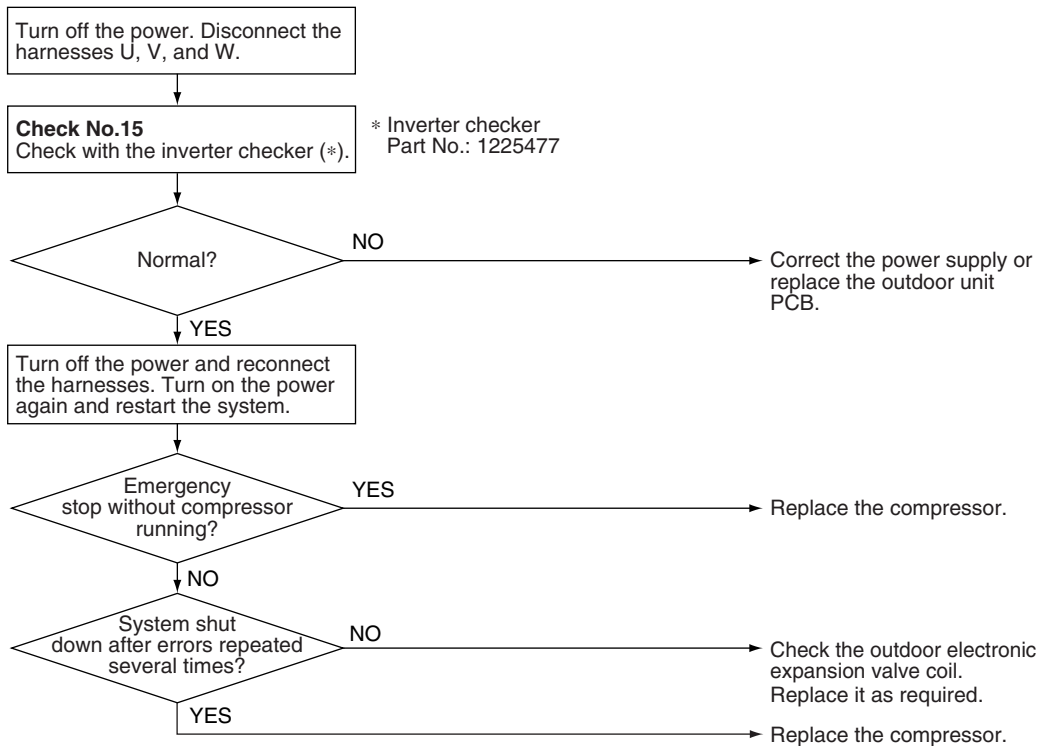 Turn off the power. Disconnect the
harnesses U, V, and W.
Check No.15
Check with the inverter checker (∗).
∗ Inverter checker
Part No.: 1225477
Normal?
NO
Correct the power supply or
replace the outdoor unit
PCB.
YES
Turn off the power and reconnect
the harnesses. Turn on the power
again and restart the system.
Emergency
stop without compressor
running?
YES
Replace the compressor.
NO
System shut
down after errors repeated
several times?
NO
Check the outdoor electronic
expansion valve coil.
Replace it as required.
YES
Replace the compressor.